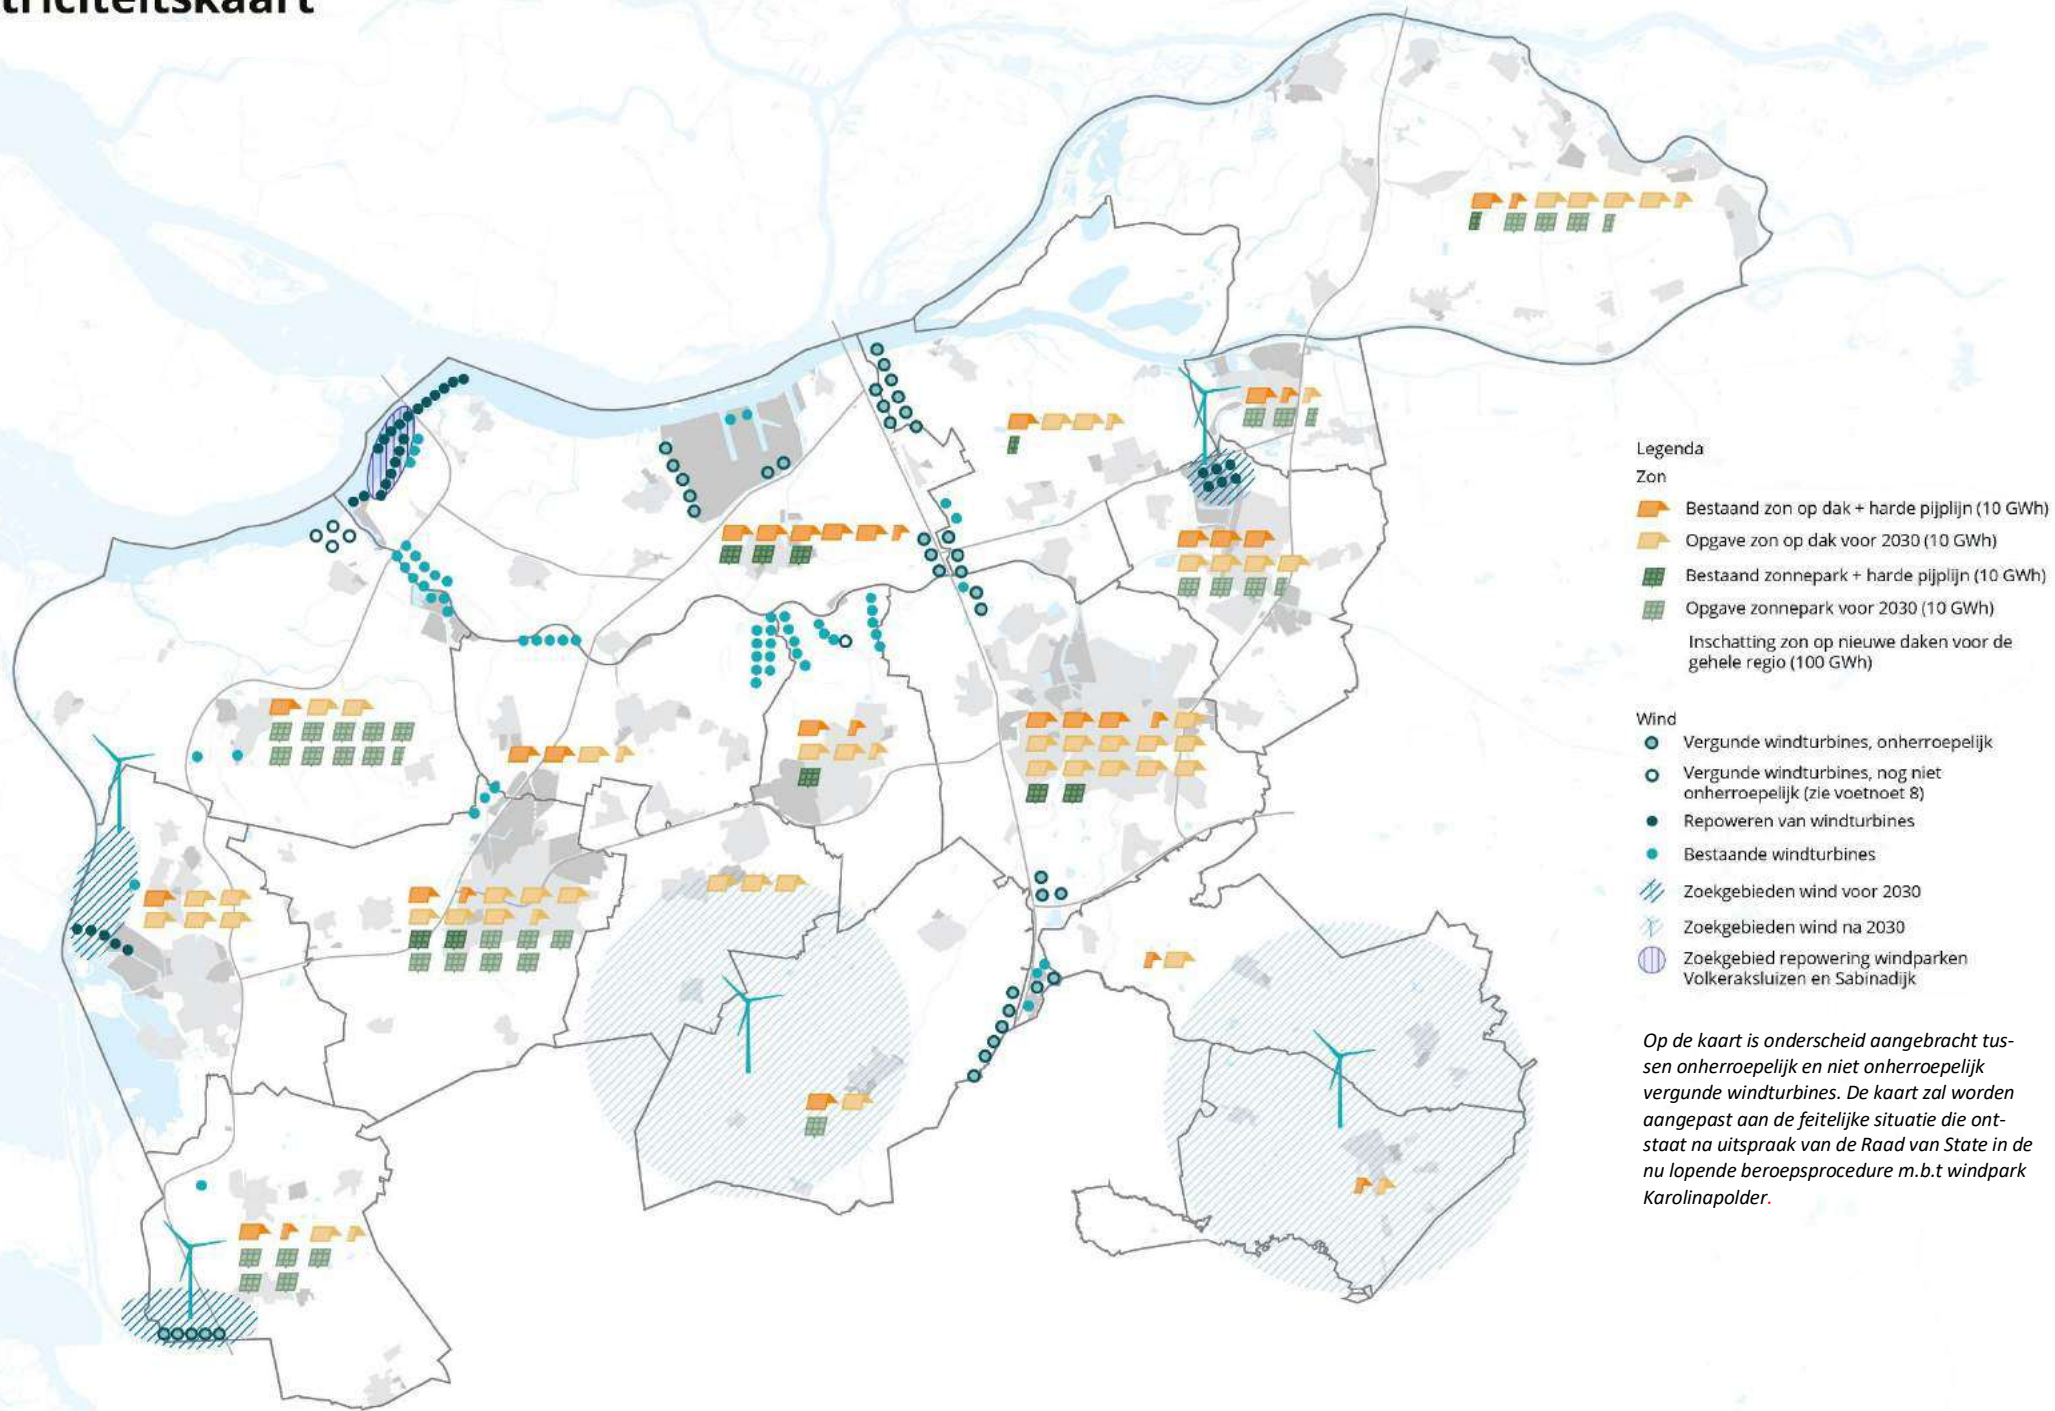 triciteitskaart
Legenda
Zon
Bestaand zon op dak + harde pijplijn (10 GWh)
Opgave zon op dak voor 2030 (10 GWh)
Bestaand zonnepark + harde pijplijn (10 GWh)
Opgave zonnepark voor 2030 (10 GWh)
Inschatting zon op nieuwe daken voor de
gehele regio (100 GWh)
Wind
Vergunde windturbines, onherroepelijk
Vergunde windturbines, nog niet
onherroepelijk (zie voetnoet 8)
Repoweren van windturbines
Bestaande windturbines
Zoekgebieden wind voor 2030
Zoekgebieden wind na 2030
Zoekgebied repowering windparken
Volkeraksluizen en Sabinadijk
Op de kaart is onderscheid aangebracht tus-
sen onherroepelijk en niet onherroepelijk
vergunde windturbines. De kaart zal worden
aangepast aan de feitelijke situatie die ont-
staat na uitspraak van de Raad van State in de
nu lopende beroepsprocedure m.b.t windpark
Karolinapolder.